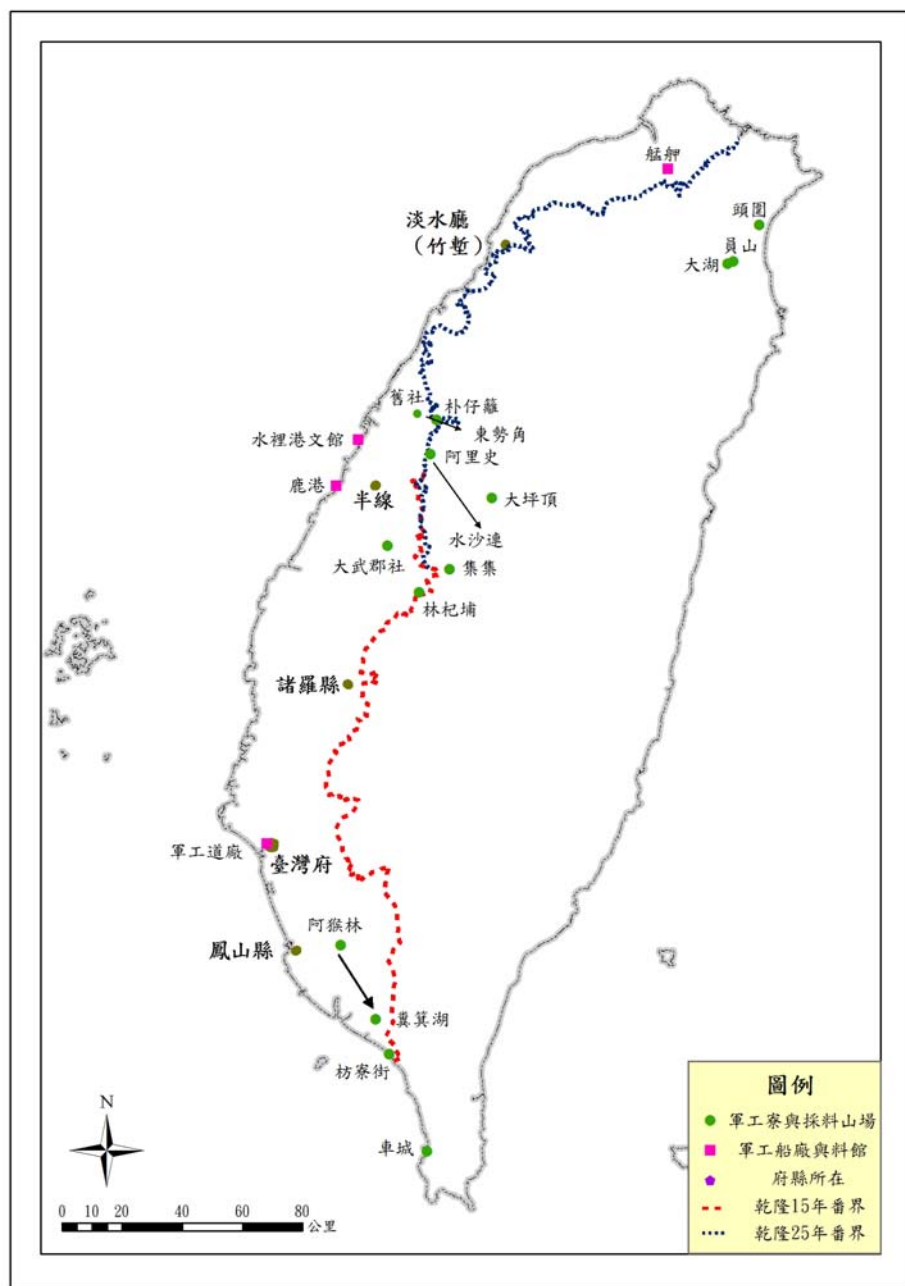 艋舺
頭圍
員山
大湖
淡水廳
（竹塹）
舊社
朴仔籬
東勢角
水裡港文館
阿里史
鹿港
半線
大坪頂
水沙連
大武郡社
集集
林杞埔
諸羅縣
軍工道廠
臺灣府
阿猴林
鳳山縣
糞箕湖
枋寮街
車城
N
0 10 20 40 60 80
公里
圖例
軍工寮與採料山場
軍工船廠與料館
府縣所在
乾隆15年番界
乾隆25年番界